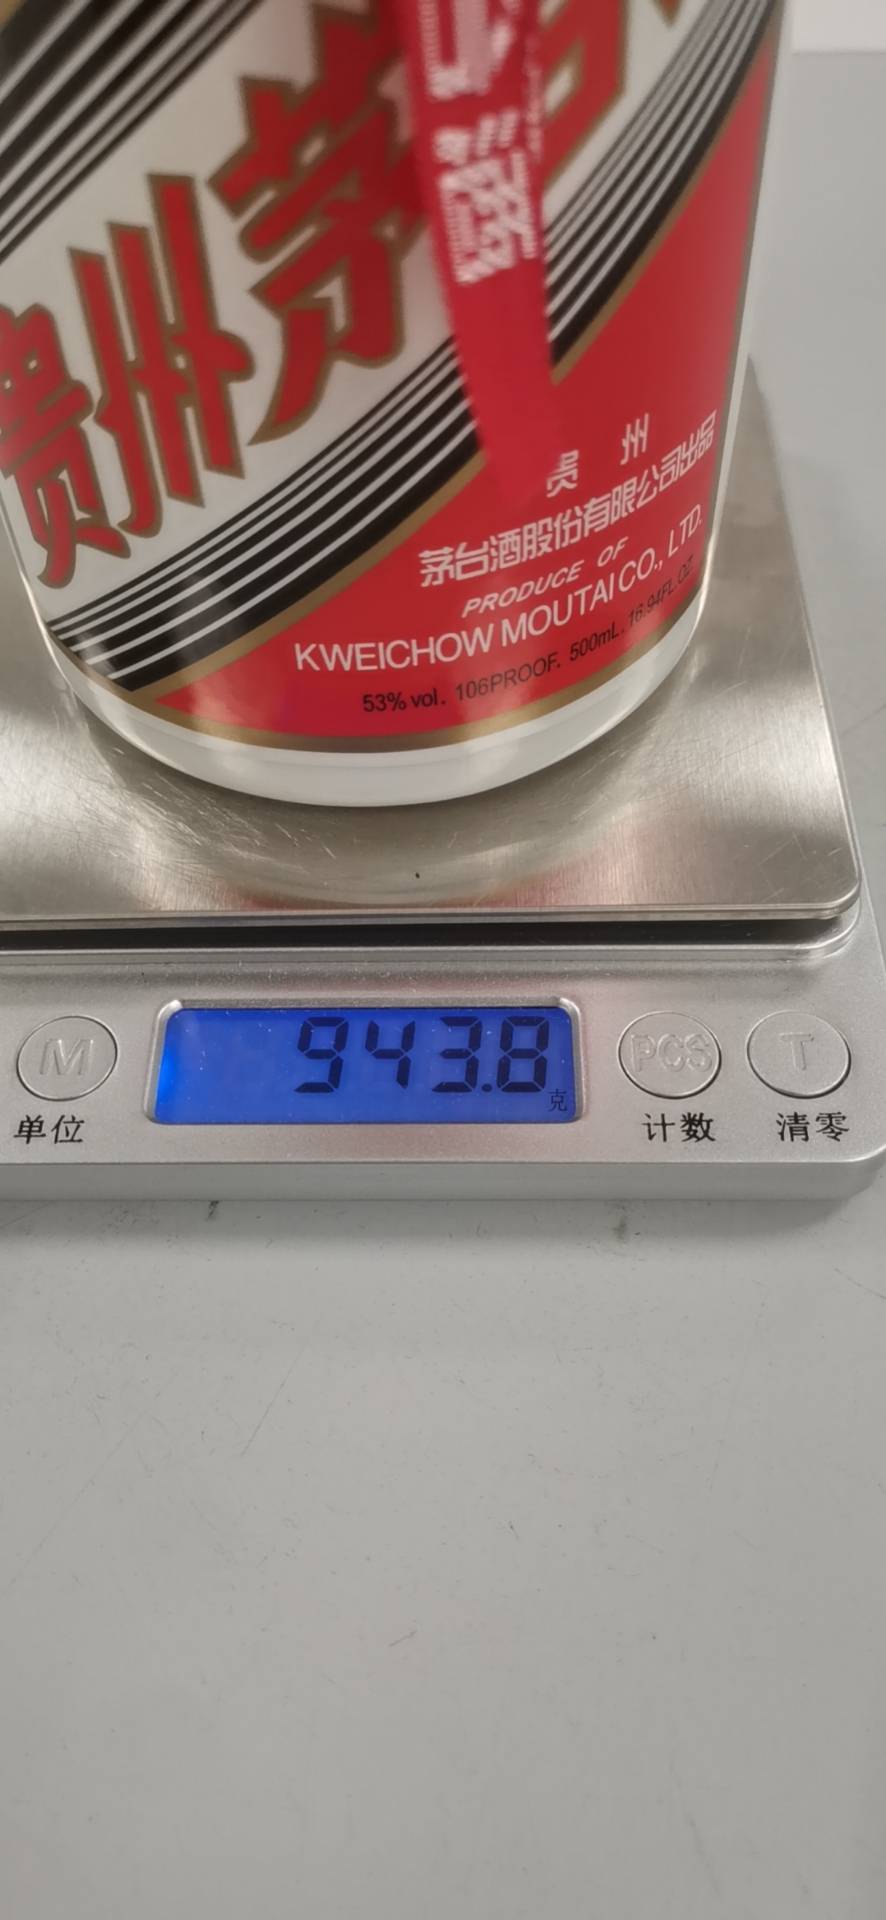 贵州茅
贵 州
茅台酒股份有限公司出品
PRODUCE OF
KWEICHOW MOUTAI CO., LTD.
53% vol. 106PROOF. 500mL. 16.94FL.OZ
943.8
克
M
PCS
T
单位
计数
清零